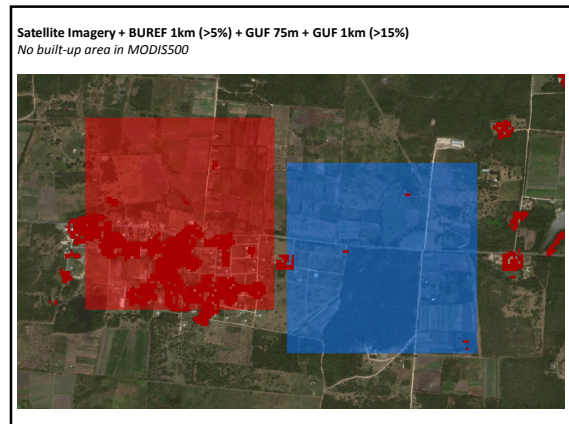 Satellite Imagery + BUREF 1km (>5%) + GUF 75m + GUF 1km (>15%)
No built-up area in MODIS500